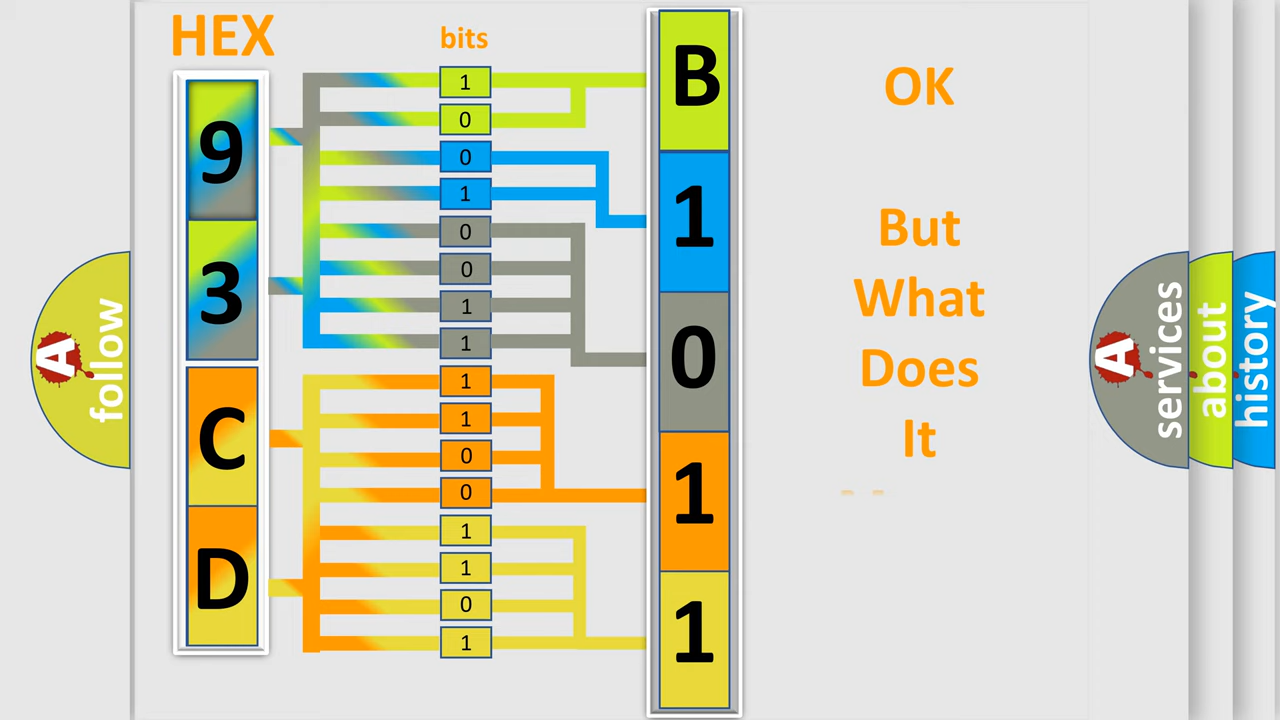 HEX
bits
9
3
C
D
1
0
0
1
0
0
1
1
1
1
0
0
1
1
0
1
B
1
0
1
1
OK
But
What
Does
It
A
follow
A
services
about
history